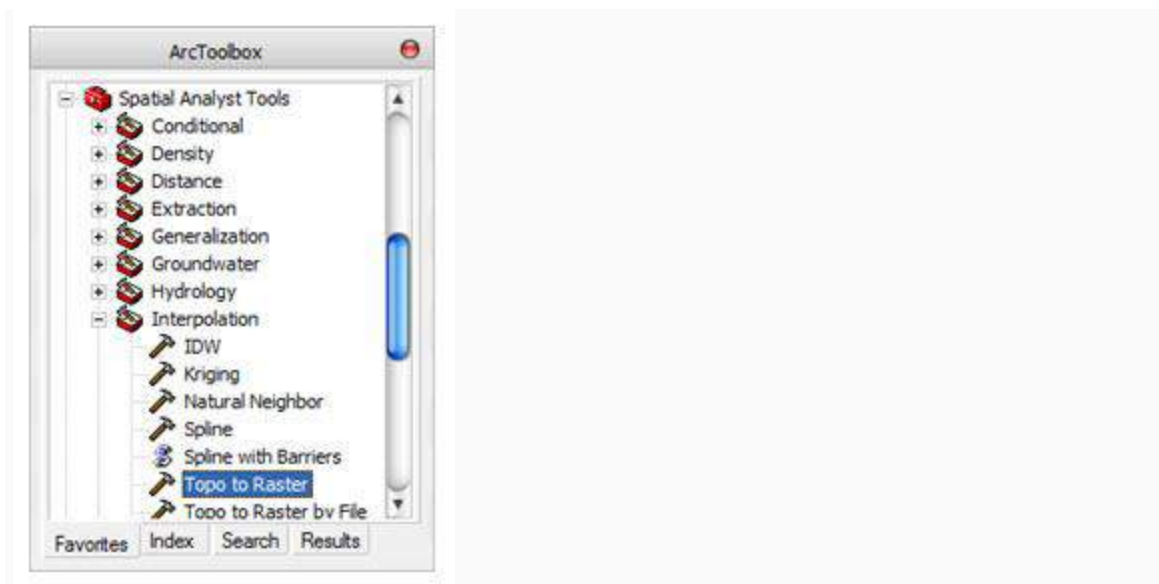 ArcToolbox
Spatial Analyst Tools
Conditional
Density
Distance
Extraction
Generalization
Groundwater
Hydrology
Interpolation
IDW
Kriging
Natural Neighbor
Spline
Spline with Barriers
Topo to Raster
Topo to Raster by File
Favorites Index Search Results